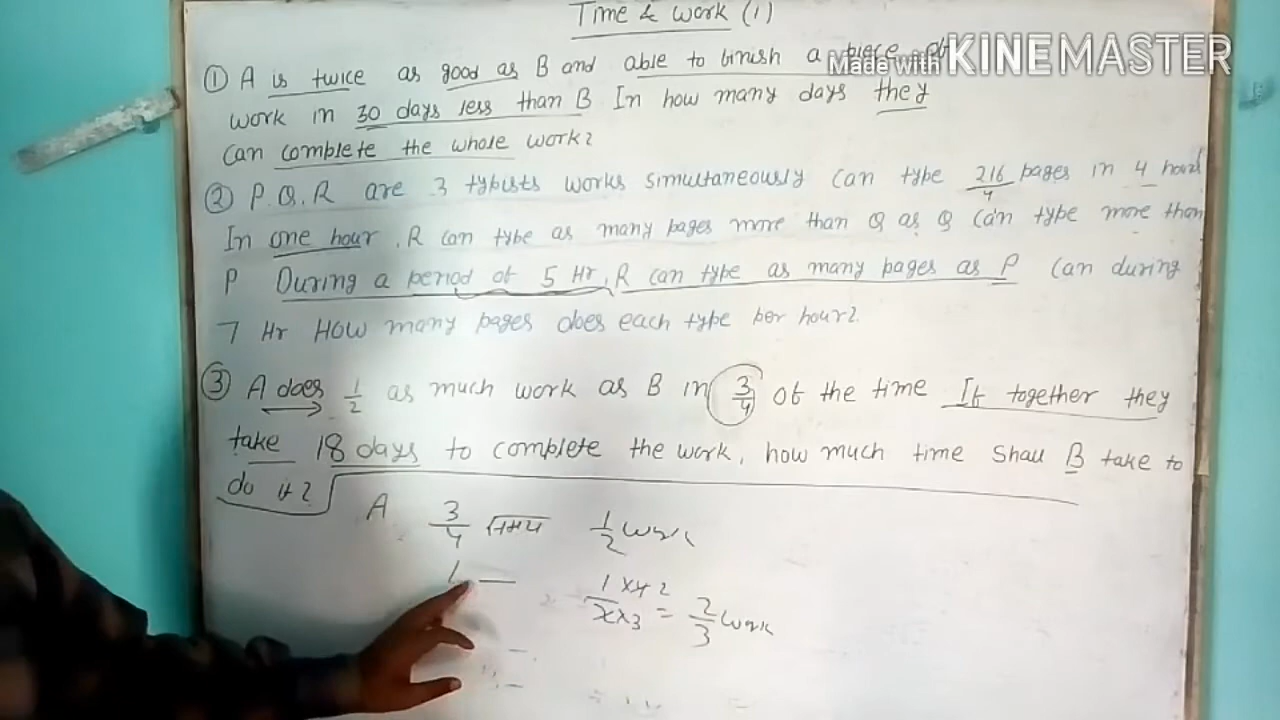 Time & work (1)
Made with KINEMASTER
① A is twice as good as B and able to finish a piece of
work in 30 days less than B In how many days they
Can complete the whole work?
② P.Q.R are 3 typists works simultaneously can type 216/4 pages in 4 hour
In one hour, R can type as many pages more than Q as Q can type more than
P During a period of 5 Hr, R can type as many pages as P can during
7 Hr How many pages does each type per hour?
③ A does 1/2 as much work as B in 3/4 of the time If together they
take 18 days to complete the work, how much time shall B take to
do it?
A 3/4 समय 1/2 work
1 — 1×4 2 / 2×3 = 2/3 work